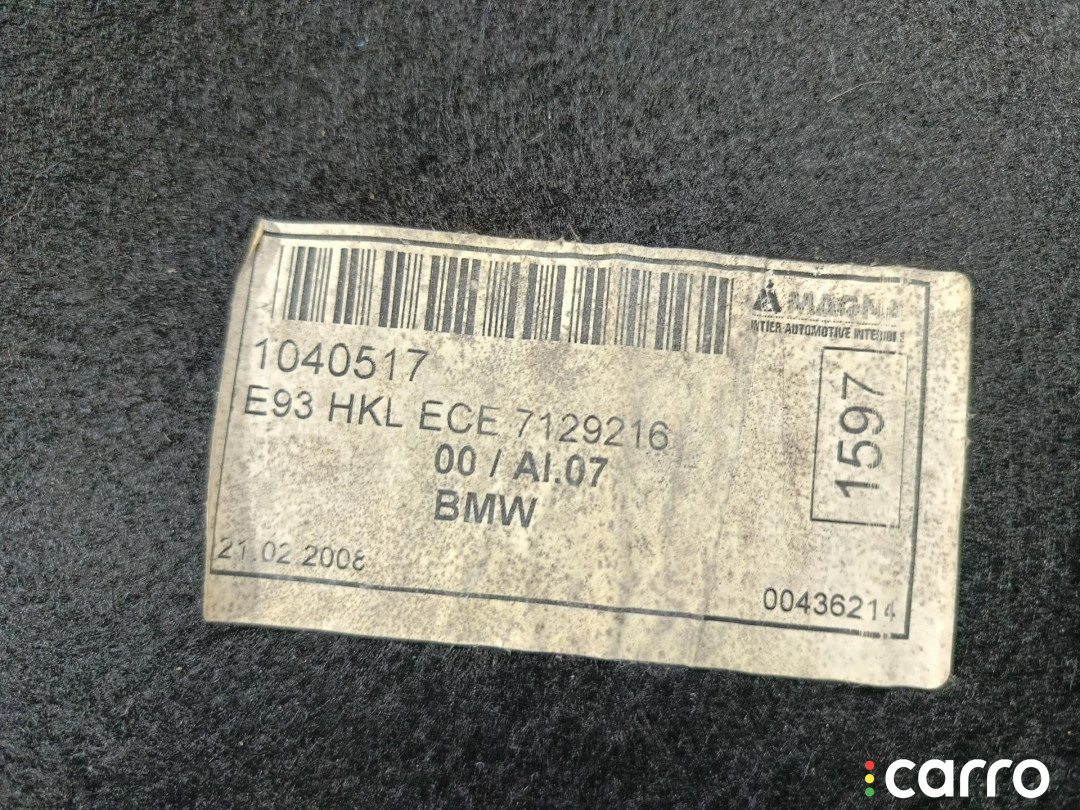 MAGNA
INTIER AUTOMOTIVE INTERIORS
1040517
E93 HKL ECE 7129216
00 / AI.07
BMW
1597
21.02.2008
00436214
carro